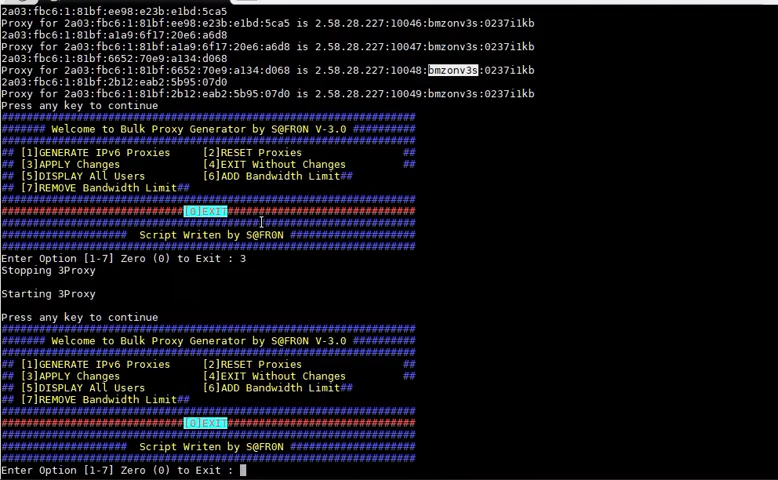 2a03:fbc6:1:81bf:ee98:e23b:e1bd:5ca5
Proxy for 2a03:fbc6:1:81bf:ee98:e23b:e1bd:5ca5 is 2.58.28.227:10046:bmzonv3s:0237i1kb
2a03:fbc6:1:81bf:a1a9:6f17:20e6:a6d8
Proxy for 2a03:fbc6:1:81bf:a1a9:6f17:20e6:a6d8 is 2.58.28.227:10047:bmzonv3s:0237i1kb
2a03:fbc6:1:81bf:6652:70e9:a134:d068
Proxy for 2a03:fbc6:1:81bf:6652:70e9:a134:d068 is 2.58.28.227:10048:bmzonv3s:0237i1kb
2a03:fbc6:1:81bf:2b12:eab2:5b95:07d0
Proxy for 2a03:fbc6:1:81bf:2b12:eab2:5b95:07d0 is 2.58.28.227:10049:bmzonv3s:0237i1kb
Press any key to continue
#####################################################
####### Welcome to Bulk Proxy Generator by S@FR0N V-3.0 ##########
#####################################################
## [1]GENERATE IPv6 Proxies [2]RESET Proxies ##
## [3]APPLY Changes [4]EXIT Without Changes ##
## [5]DISPLAY All Users [6]ADD Bandwidth Limit##
## [7]REMOVE Bandwidth Limit##
#####################################################
#######################[0]EXIT########################
#####################################################
################### Script Writen by S@FR0N ################
#####################################################
Enter Option [1-7] Zero (0) to Exit : 3
Stopping 3Proxy
Starting 3Proxy
Press any key to continue
#####################################################
####### Welcome to Bulk Proxy Generator by S@FR0N V-3.0 ##########
#####################################################
## [1]GENERATE IPv6 Proxies [2]RESET Proxies ##
## [3]APPLY Changes [4]EXIT Without Changes ##
## [5]DISPLAY All Users [6]ADD Bandwidth Limit##
## [7]REMOVE Bandwidth Limit##
#####################################################
#######################[0]EXIT########################
#####################################################
################### Script Writen by S@FR0N ################
#####################################################
Enter Option [1-7] Zero (0) to Exit :